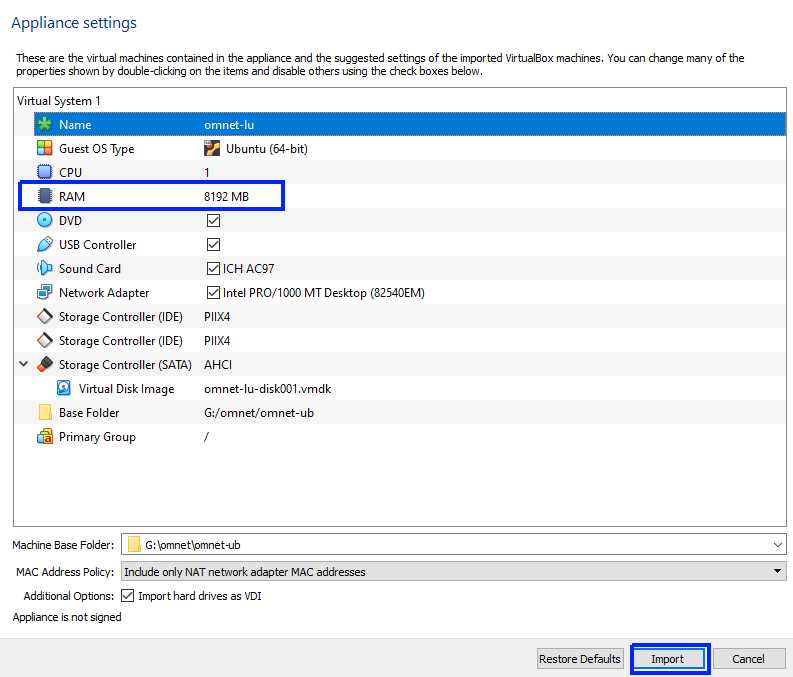 Appliance settings
These are the virtual machines contained in the appliance and the suggested settings of the imported VirtualBox machines. You can change many of the
properties shown by double-clicking on the items and disable others using the check boxes below.
Virtual System 1
Name omnet-lu
Guest OS Type Ubuntu (64-bit)
CPU 1
RAM 8192 MB
DVD
USB Controller
Sound Card ICH AC97
Network Adapter Intel PRO/1000 MT Desktop (82540EM)
Storage Controller (IDE) PIIX4
Storage Controller (IDE) PIIX4
Storage Controller (SATA) AHCI
Virtual Disk Image omnet-lu-disk001.vmdk
Base Folder G:/omnet/omnet-ub
Primary Group /
Machine Base Folder: G:\omnet\omnet-ub
MAC Address Policy: Include only NAT network adapter MAC addresses
Additional Options: Import hard drives as VDI
Appliance is not signed
Restore Defaults Import Cancel